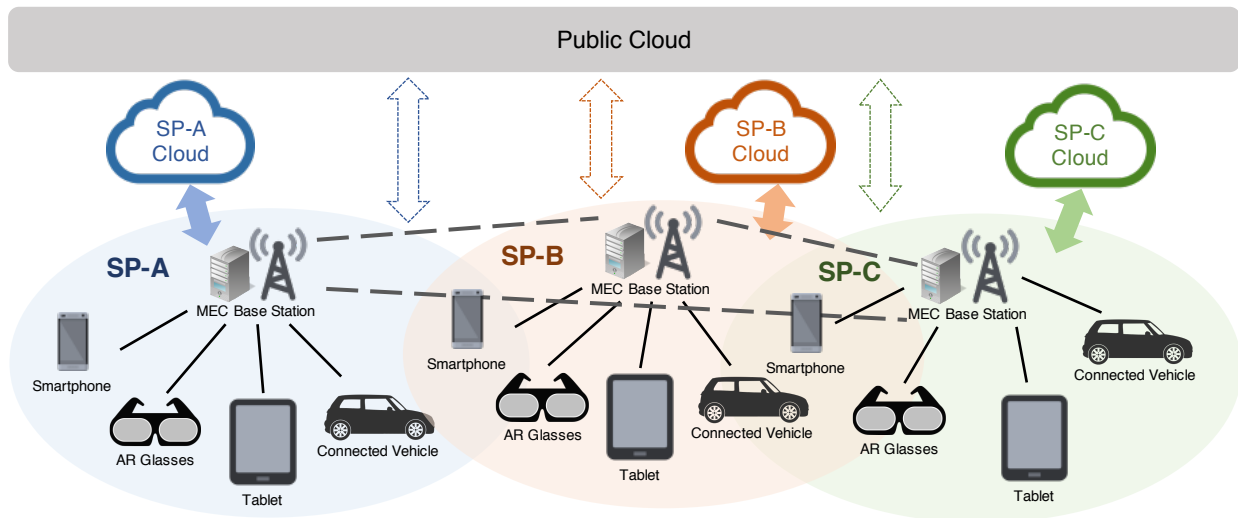 Public Cloud
SP-A
Cloud
SP-B
Cloud
SP-C
Cloud
SP-A
MEC Base Station
Smartphone
AR Glasses
Tablet
Connected Vehicle
SP-B
MEC Base Station
Smartphone
AR Glasses
Tablet
Connected Vehicle
SP-C
MEC Base Station
Smartphone
AR Glasses
Tablet
Connected Vehicle